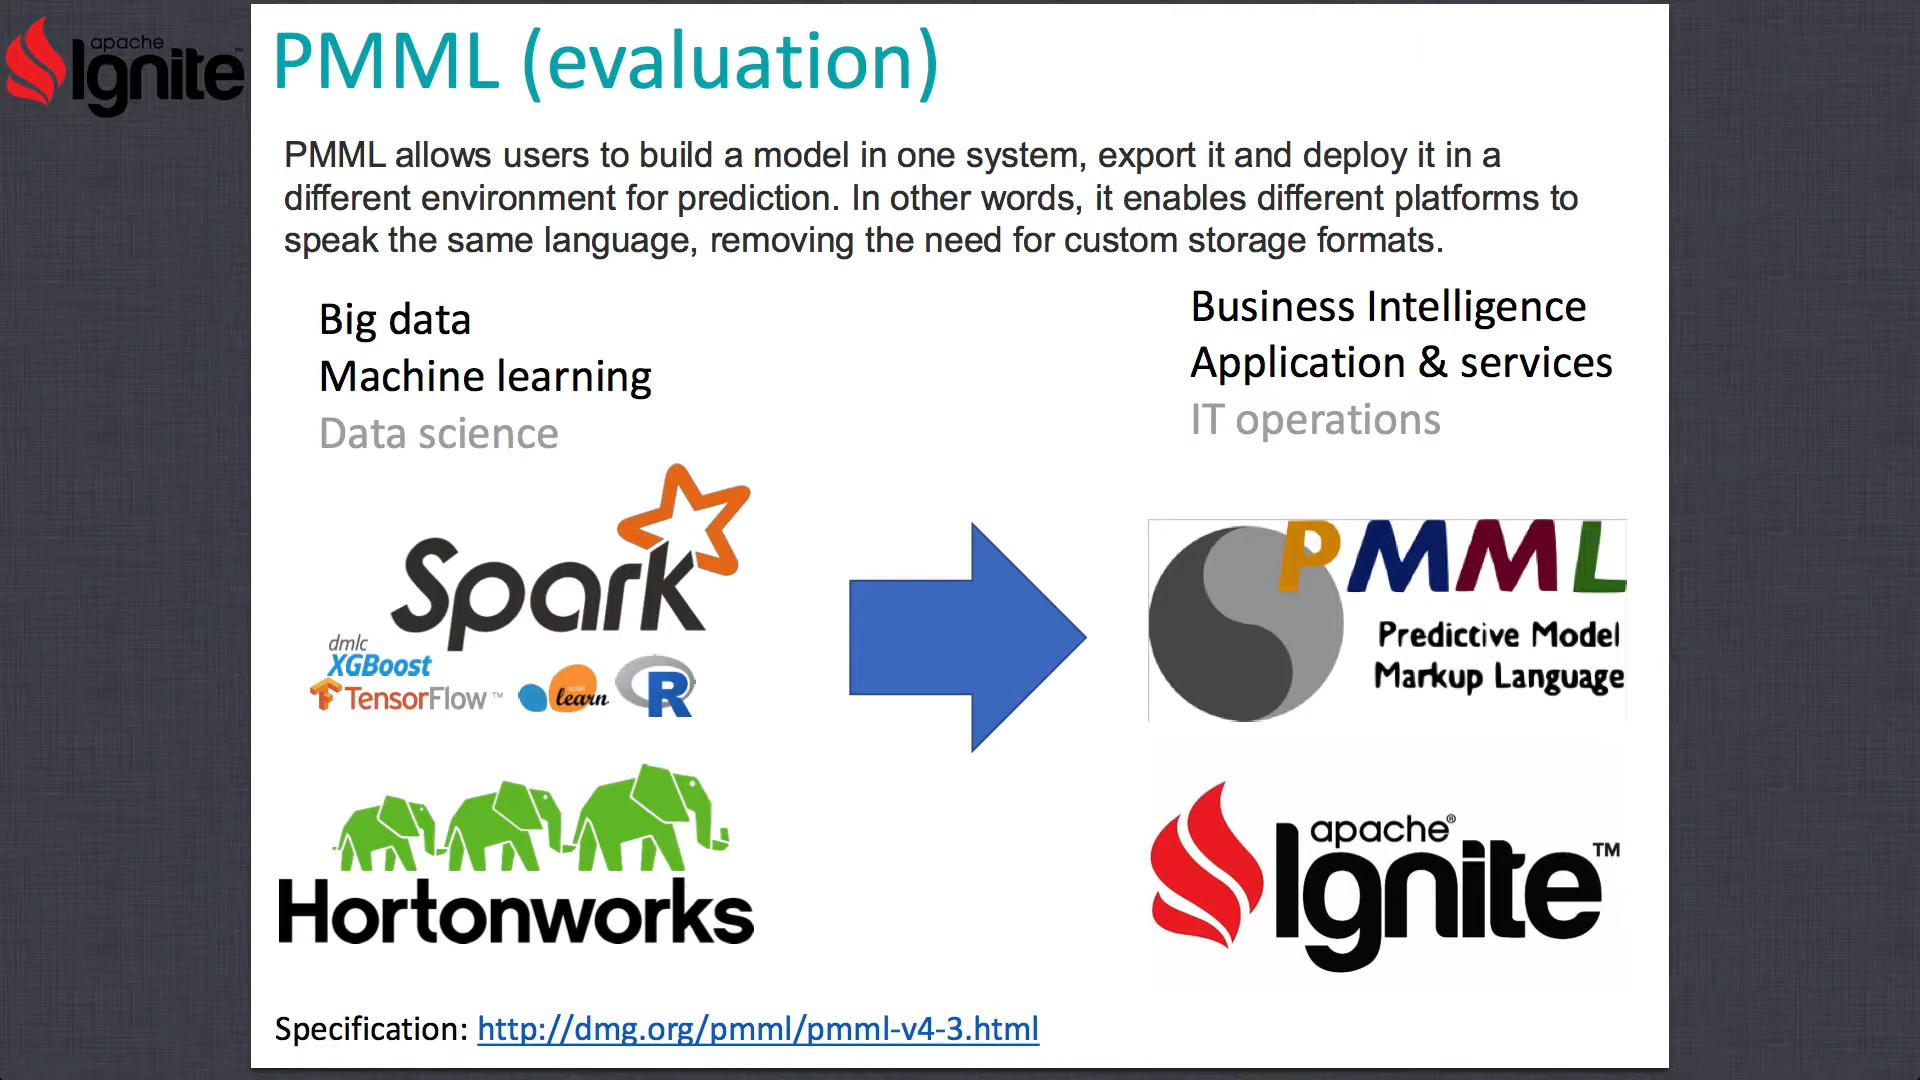 apache
Ignite™
PMML (evaluation)
PMML allows users to build a model in one system, export it and deploy it in a
different environment for prediction. In other words, it enables different platforms to
speak the same language, removing the need for custom storage formats.
Big data
Machine learning
Data science
Business Intelligence
Application & services
IT operations
Spark
dmlc
XGBoost
TensorFlow™
learn
R
Hortonworks
PMML
Predictive Model
Markup Language
apache®
Ignite™
Specification: http://dmg.org/pmml/pmml-v4-3.html